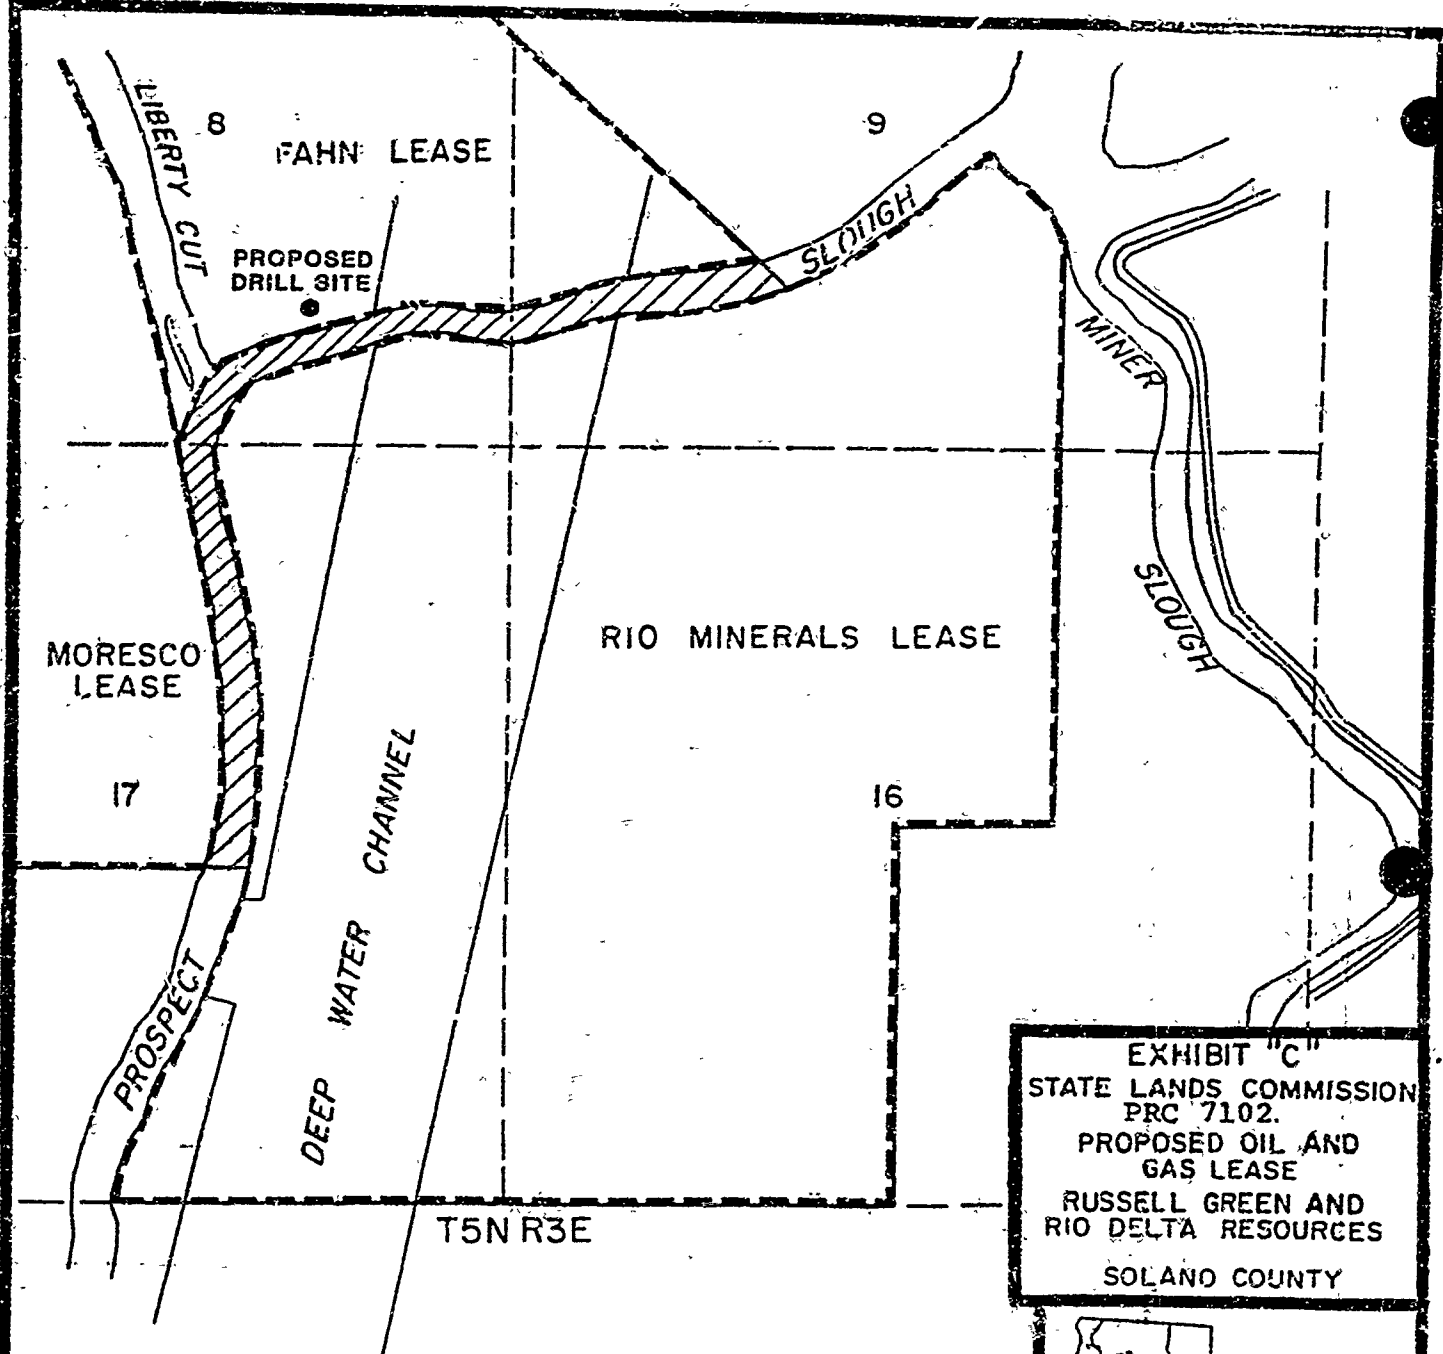 LIBERTY CUT
8
FAHN LEASE
9
PROPOSED
DRILL SITE
SLOUGH
MINER
SLOUGH
MORESCO
LEASE
RIO MINERALS LEASE
17
16
DEEP WATER CHANNEL
PROSPECT
T5N R3E
EXHIBIT "C"
STATE LANDS COMMISSION
PRC 7102.
PROPOSED OIL AND
GAS LEASE
RUSSELL GREEN AND
RIO DELTA RESOURCES
SOLANO COUNTY